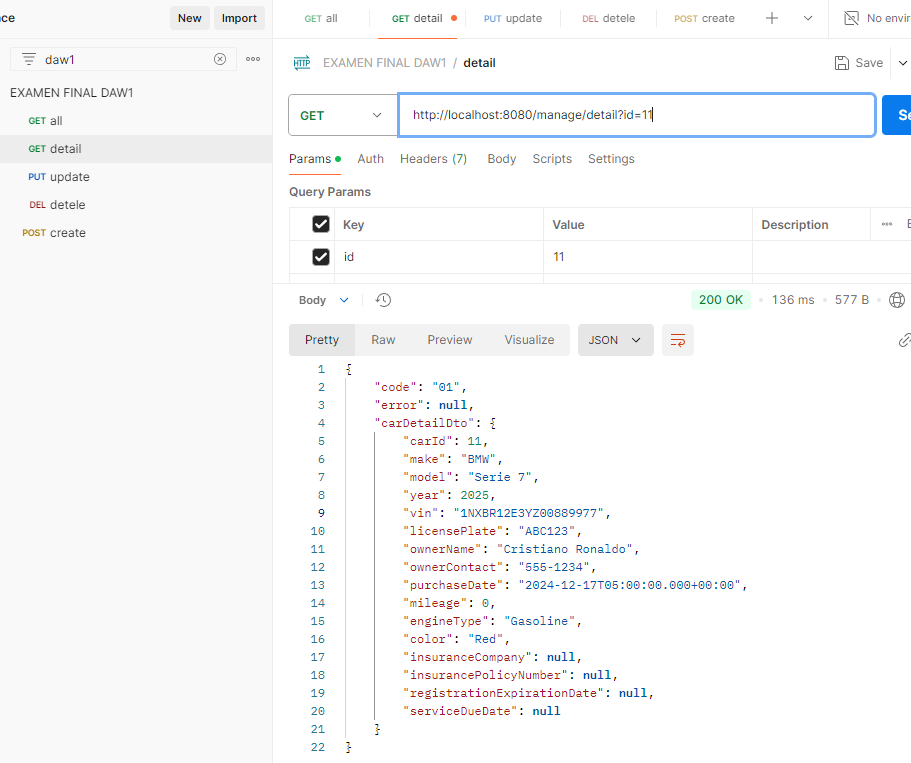 ce New Import
GET all GET detail PUT update DEL detele POST create No envir
daw1
EXAMEN FINAL DAW1
GET all
GET detail
PUT update
DEL detele
POST create
HTTP EXAMEN FINAL DAW1 / detail Save
GET http://localhost:8080/manage/detail?id=11 Se
Params Auth Headers (7) Body Scripts Settings
Query Params
Key Value Description
id 11
Body 200 OK 136 ms 577 B
Pretty Raw Preview Visualize JSON
1 {
2 "code": "01",
3 "error": null,
4 "carDetailDto": {
5 "carId": 11,
6 "make": "BMW",
7 "model": "Serie 7",
8 "year": 2025,
9 "vin": "1NXBR12E3YZ00889977",
10 "licensePlate": "ABC123",
11 "ownerName": "Cristiano Ronaldo",
12 "ownerContact": "555-1234",
13 "purchaseDate": "2024-12-17T05:00:00.000+00:00",
14 "mileage": 0,
15 "engineType": "Gasoline",
16 "color": "Red",
17 "insuranceCompany": null,
18 "insurancePolicyNumber": null,
19 "registrationExpirationDate": null,
20 "serviceDueDate": null
21 }
22 }